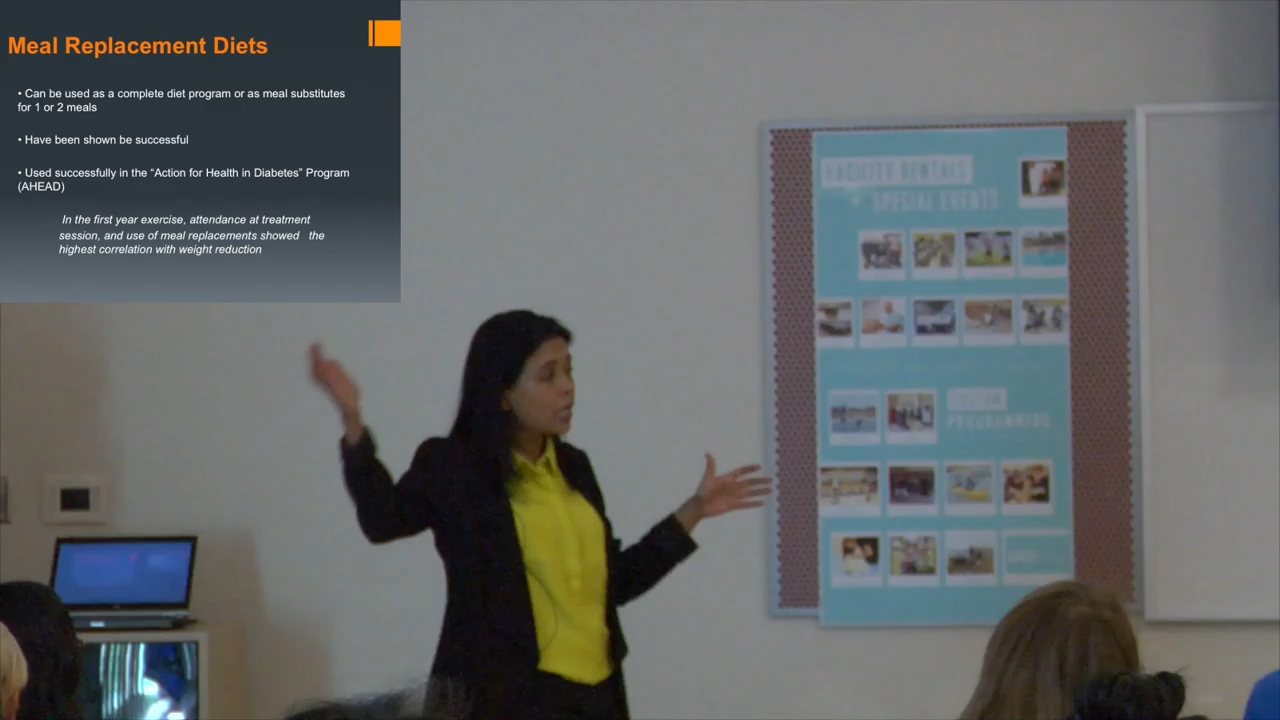 Meal Replacement Diets
• Can be used as a complete diet program or as meal substitutes
for 1 or 2 meals
• Have been shown be successful
• Used successfully in the “Action for Health in Diabetes” Program
(AHEAD)
In the first year exercise, attendance at treatment
session, and use of meal replacements showed the
highest correlation with weight reduction
FACILITY RENTALS
+ SPECIAL EVENTS
PROGRAMMING